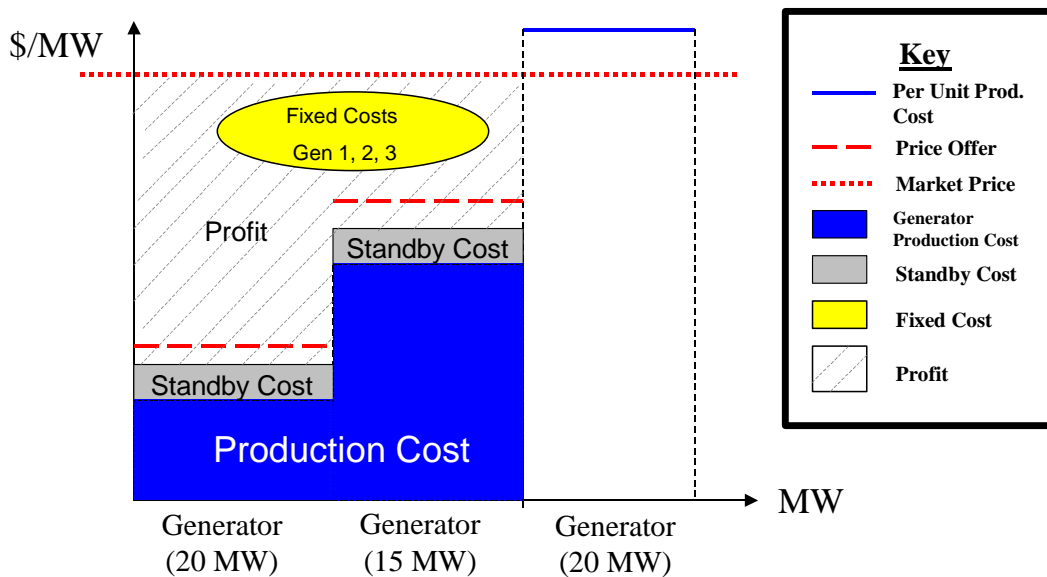 $/MW
Fixed Costs
Gen 1, 2, 3
Profit
Standby Cost
Standby Cost
Production Cost
MW
Generator
(20 MW)
Generator
(15 MW)
Generator
(20 MW)
Key
Per Unit Prod.
Cost
Price Offer
Market Price
Generator
Production Cost
Standby Cost
Fixed Cost
Profit